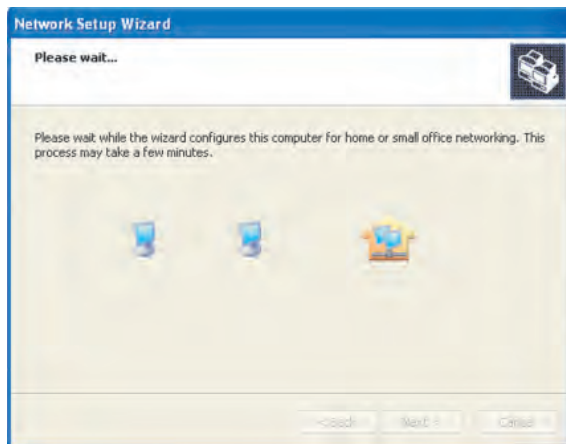 Network Setup Wizard
Please wait...
Please wait while the wizard configures this computer for home or small office networking. This
process may take a few minutes.
< Back Next > Cancel